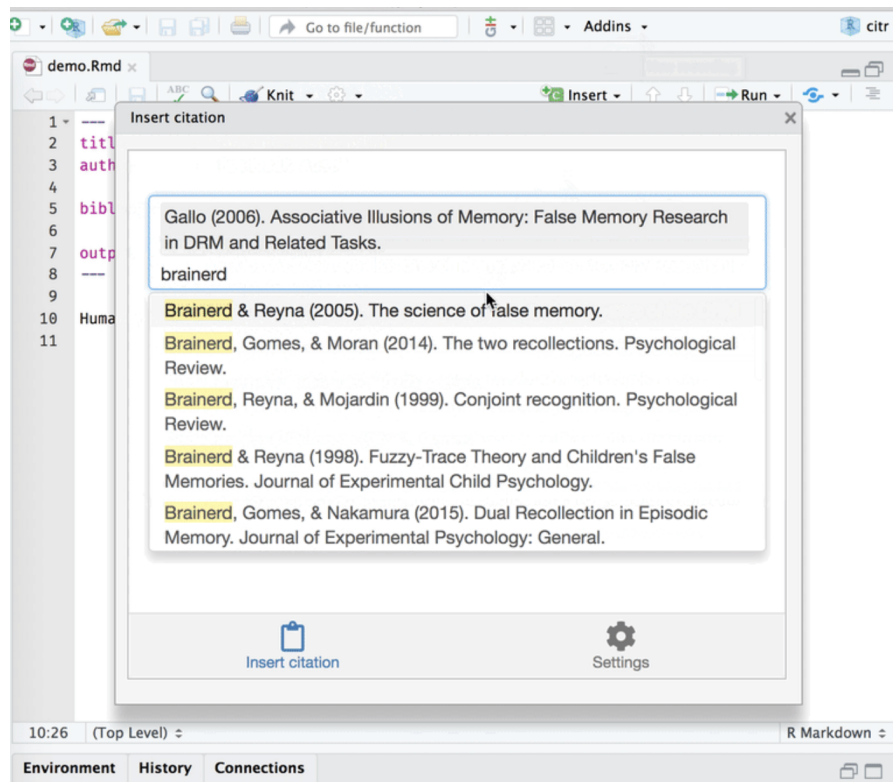 Go to file/function
Addins
citr
demo.Rmd
ABC
Knit
Insert
Run
Insert citation
1 ---
2 titl
3 auth
4
5 bibl
6
7 outp
8 ---
9
10 Huma
11
Gallo (2006). Associative Illusions of Memory: False Memory Research
in DRM and Related Tasks.
brainerd
Brainerd & Reyna (2005). The science of false memory.
Brainerd, Gomes, & Moran (2014). The two recollections. Psychological
Review.
Brainerd, Reyna, & Mojardin (1999). Conjoint recognition. Psychological
Review.
Brainerd & Reyna (1998). Fuzzy-Trace Theory and Children's False
Memories. Journal of Experimental Child Psychology.
Brainerd, Gomes, & Nakamura (2015). Dual Recollection in Episodic
Memory. Journal of Experimental Psychology: General.
Insert citation
Settings
10:26 (Top Level)
R Markdown
Environment History Connections